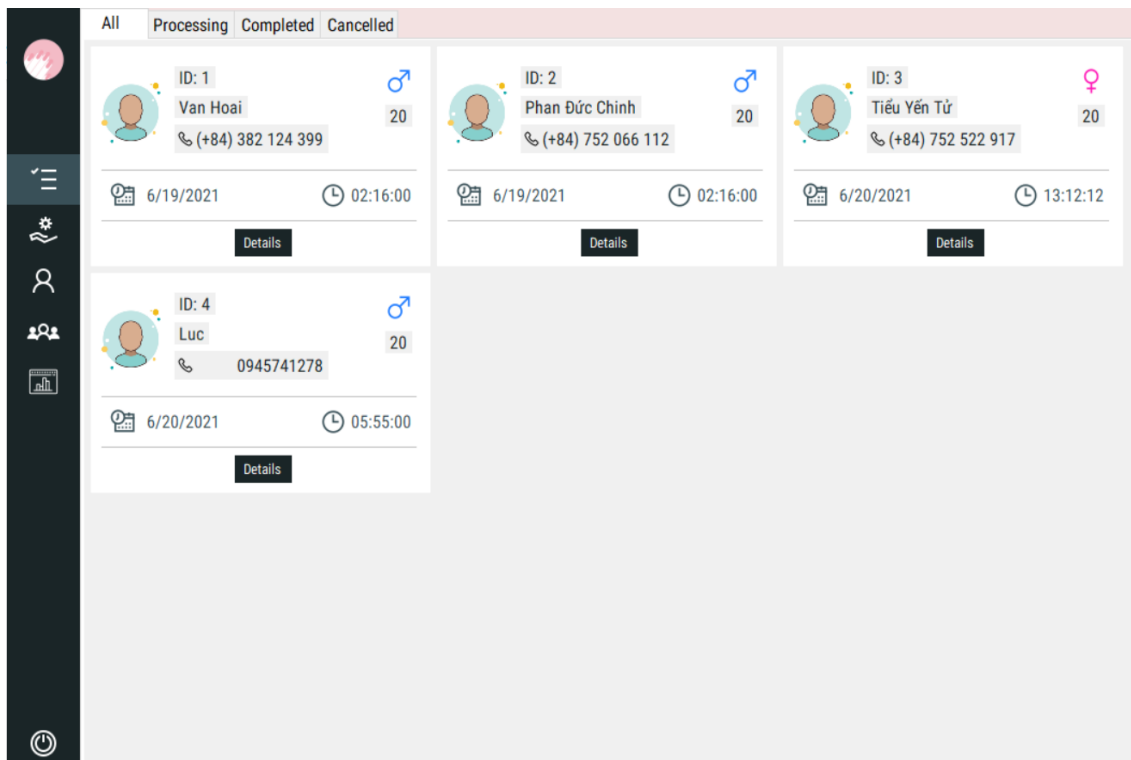 All Processing Completed Cancelled
ID: 1
Van Hoai
20
(+84) 382 124 399
6/19/2021 02:16:00
Details
ID: 2
Phan Đức Chinh
20
(+84) 752 066 112
6/19/2021 02:16:00
Details
ID: 3
Tiểu Yến Tử
20
(+84) 752 522 917
6/20/2021 13:12:12
Details
ID: 4
Luc
20
0945741278
6/20/2021 05:55:00
Details